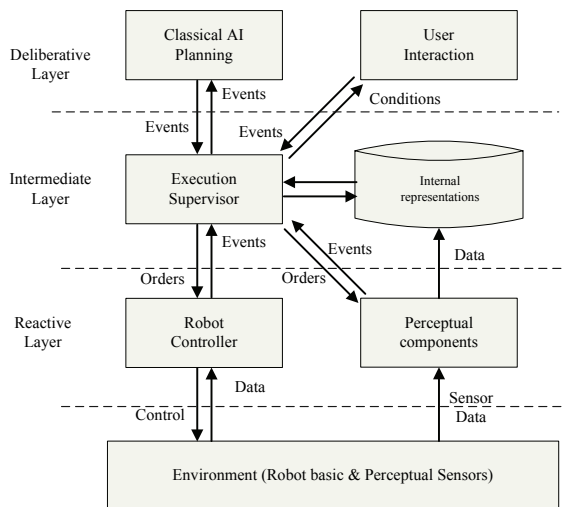 Classical AI
Planning
User
Interaction
Deliberative
Layer
Events
Conditions
Events
Events
Intermediate
Layer
Execution
Supervisor
Internal
representations
Events
Events
Data
Orders
Orders
Reactive
Layer
Robot
Controller
Perceptual
components
Data
Sensor
Data
Control
Environment (Robot basic & Perceptual Sensors)